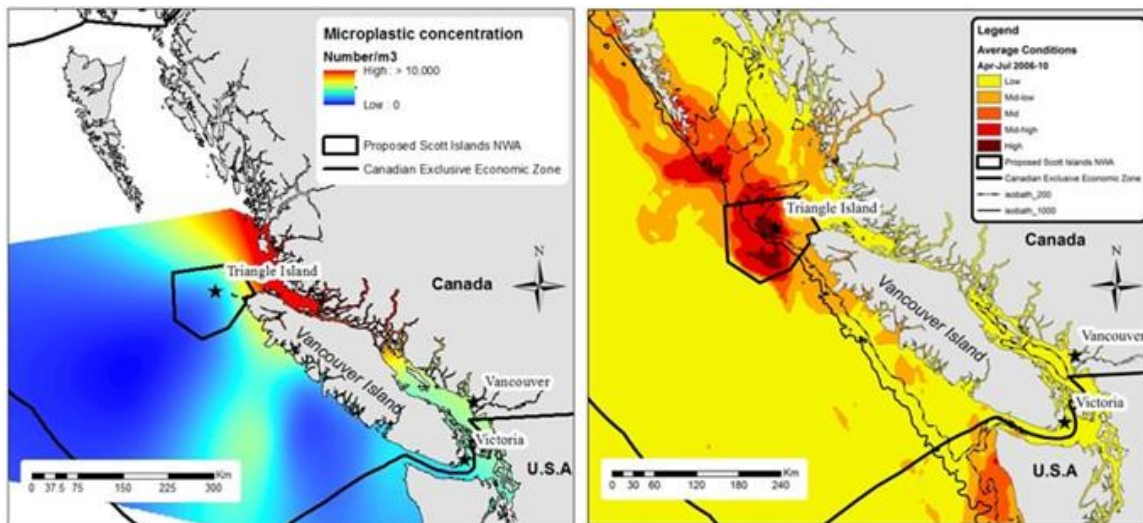 Microplastic concentration
Number/m3
High : > 10,000
Low : 0
Proposed Scott Islands NWA
Canadian Exclusive Economic Zone
Triangle Island
N
Canada
Vancouver Island
Vancouver
Victoria
U.S.A
Km
0 37.5 75 150 225 300
Legend
Average Conditions
Apr-Jul 2006-10
Low
Mid-low
Mid
Mid-high
High
Proposed Scott Islands NWA
Canadian Exclusive Economic Zone
isobath_200
isobath_1000
Triangle Island
Canada
N
Vancouver Island
Vancouver
Victoria
U.S.A
Km
0 30 60 120 180 240